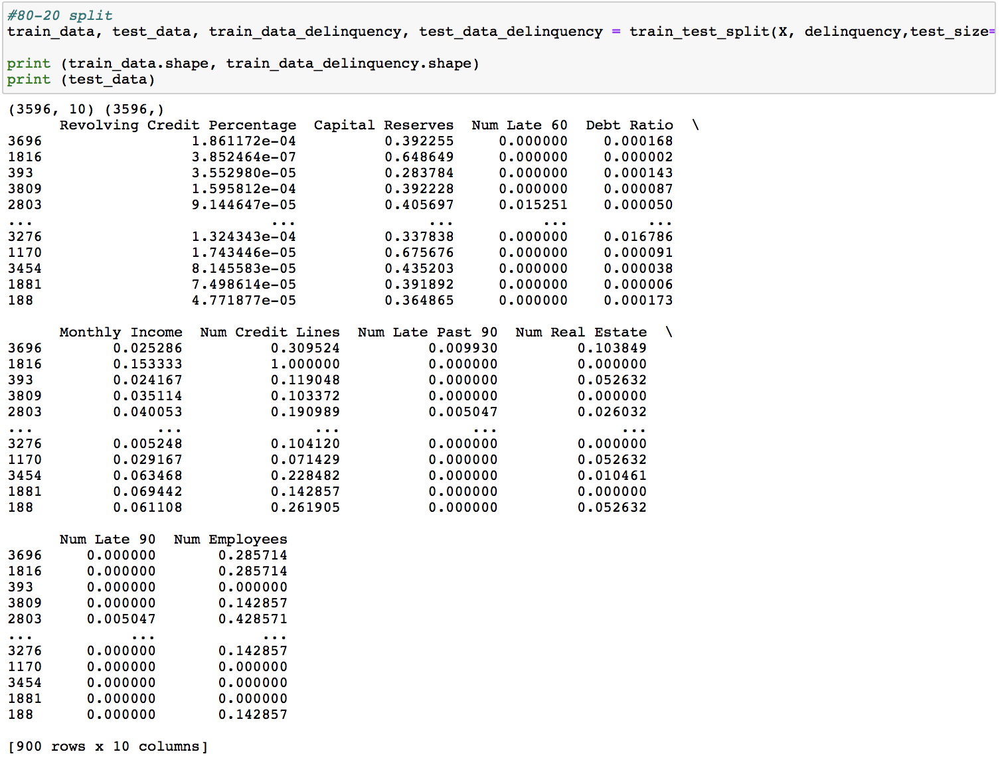 #80-20 split
train_data, test_data, train_data_delinquency, test_data_delinquency = train_test_split(X, delinquency,test_size=

print (train_data.shape, train_data_delinquency.shape)
print (test_data)
(3596, 10) (3596,)
      Revolving Credit Percentage  Capital Reserves  Num Late 60  Debt Ratio  \
3696                 1.861172e-04          0.392255     0.000000    0.000168
1816                 3.852464e-07          0.648649     0.000000    0.000002
393                  3.552980e-05          0.283784     0.000000    0.000143
3809                 1.595812e-04          0.392228     0.000000    0.000087
2803                 9.144647e-05          0.405697     0.015251    0.000050
...                           ...               ...          ...         ...
3276                 1.324343e-04          0.337838     0.000000    0.016786
1170                 1.743446e-05          0.675676     0.000000    0.000091
3454                 8.145583e-05          0.435203     0.000000    0.000038
1881                 7.498614e-05          0.391892     0.000000    0.000006
188                  4.771877e-05          0.364865     0.000000    0.000173

      Monthly Income  Num Credit Lines  Num Late Past 90  Num Real Estate  \
3696        0.025286          0.309524          0.009930         0.103849
1816        0.153333          1.000000          0.000000         0.000000
393         0.024167          0.119048          0.000000         0.052632
3809        0.035114          0.103372          0.000000         0.000000
2803        0.040053          0.190989          0.005047         0.026032
...              ...               ...               ...              ...
3276        0.005248          0.104120          0.000000         0.000000
1170        0.029167          0.071429          0.000000         0.052632
3454        0.063468          0.228482          0.000000         0.010461
1881        0.069442          0.142857          0.000000         0.000000
188         0.061108          0.261905          0.000000         0.052632

      Num Late 90  Num Employees
3696     0.000000       0.285714
1816     0.000000       0.285714
393      0.000000       0.000000
3809     0.000000       0.142857
2803     0.005047       0.428571
...           ...            ...
3276     0.000000       0.142857
1170     0.000000       0.000000
3454     0.000000       0.000000
1881     0.000000       0.000000
188      0.000000       0.142857

[900 rows x 10 columns]